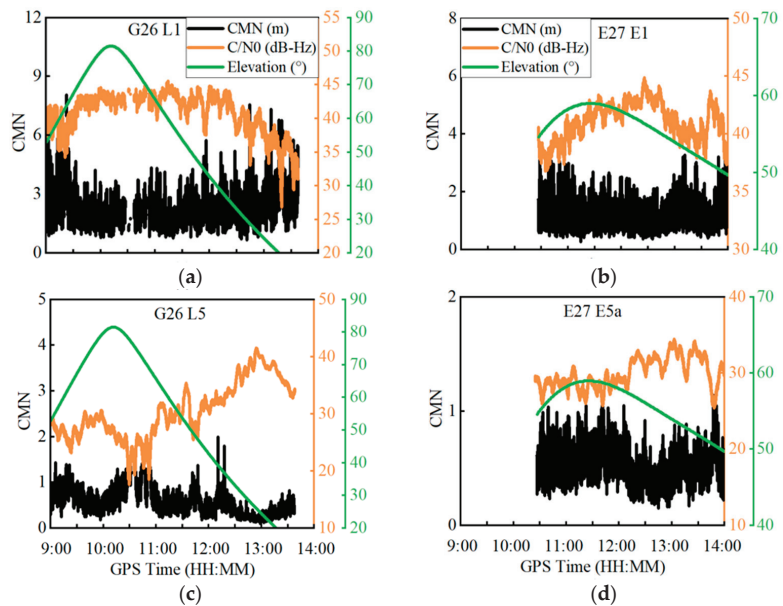 G26 L1
CMN (m)
C/N0 (dB-Hz)
Elevation (°)
CMN
12
9
6
3
0
55
50
45
40
35
30
25
20
90
80
70
60
50
40
30
20
(a)
E27 E1
CMN (m)
C/N0 (dB-Hz)
Elevation (°)
CMN
8
6
4
2
0
50
40
30
70
60
50
40
(b)
G26 L5
CMN
5
4
3
2
1
0
50
40
30
20
10
90
80
70
60
50
40
30
20
9:00 10:00 11:00 12:00 13:00 14:00
GPS Time (HH:MM)
(c)
E27 E5a
CMN
2
1
0
40
30
20
10
70
60
50
40
9:00 10:00 11:00 12:00 13:00 14:00
GPS Time (HH:MM)
(d)